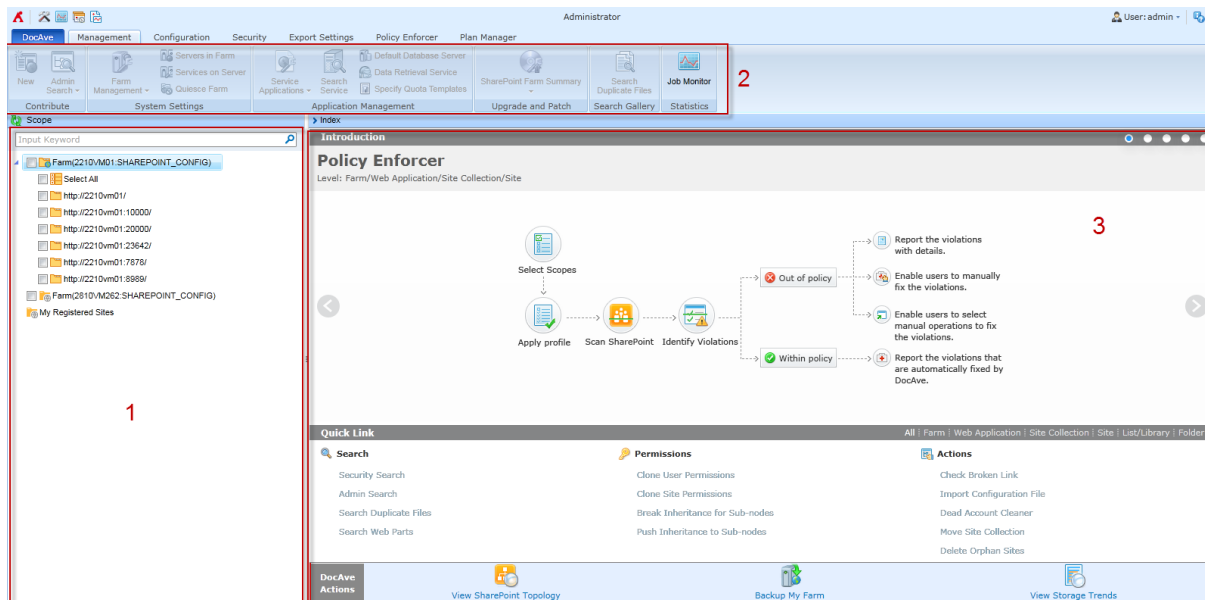 Administrator
User: admin
DocAve Management Configuration Security Export Settings Policy Enforcer Plan Manager
New
Admin Search
Contribute
Farm Management
Servers in Farm
Services on Server
Quiesce Farm
System Settings
Service Applications
Search Service
Default Database Server
Data Retrieval Service
Specify Quota Templates
Application Management
SharePoint Farm Summary
Upgrade and Patch
Search Duplicate Files
Search Gallery
Job Monitor
Statistics
2
Scope
Input Keyword
Farm(2210VM01:SHAREPOINT_CONFIG)
Select All
http://2210vm01/
http://2210vm01:10000/
http://2210vm01:20000/
http://2210vm01:23642/
http://2210vm01:7878/
http://2210vm01:8989/
Farm(2610VM262:SHAREPOINT_CONFIG)
My Registered Sites
1
Index
Introduction
Policy Enforcer
Level: Farm/Web Application/Site Collection/Site
3
Select Scopes
Apply profile
Scan SharePoint
Identify Violations
Out of policy
Within policy
Report the violations
with details.
Enable users to manually
fix the violations.
Enable users to select
manual operations to fix
the violations.
Report the violations that
are automatically fixed by
DocAve.
Quick Link
All | Farm | Web Application | Site Collection | Site | List/Library | Folder
Search
Security Search
Admin Search
Search Duplicate Files
Search Web Parts
Permissions
Clone User Permissions
Clone Site Permissions
Break Inheritance for Sub-nodes
Push Inheritance to Sub-nodes
Actions
Check Broken Link
Import Configuration File
Dead Account Cleaner
Move Site Collection
Delete Orphan Sites
DocAve
Actions
View SharePoint Topology
Backup My Farm
View Storage Trends